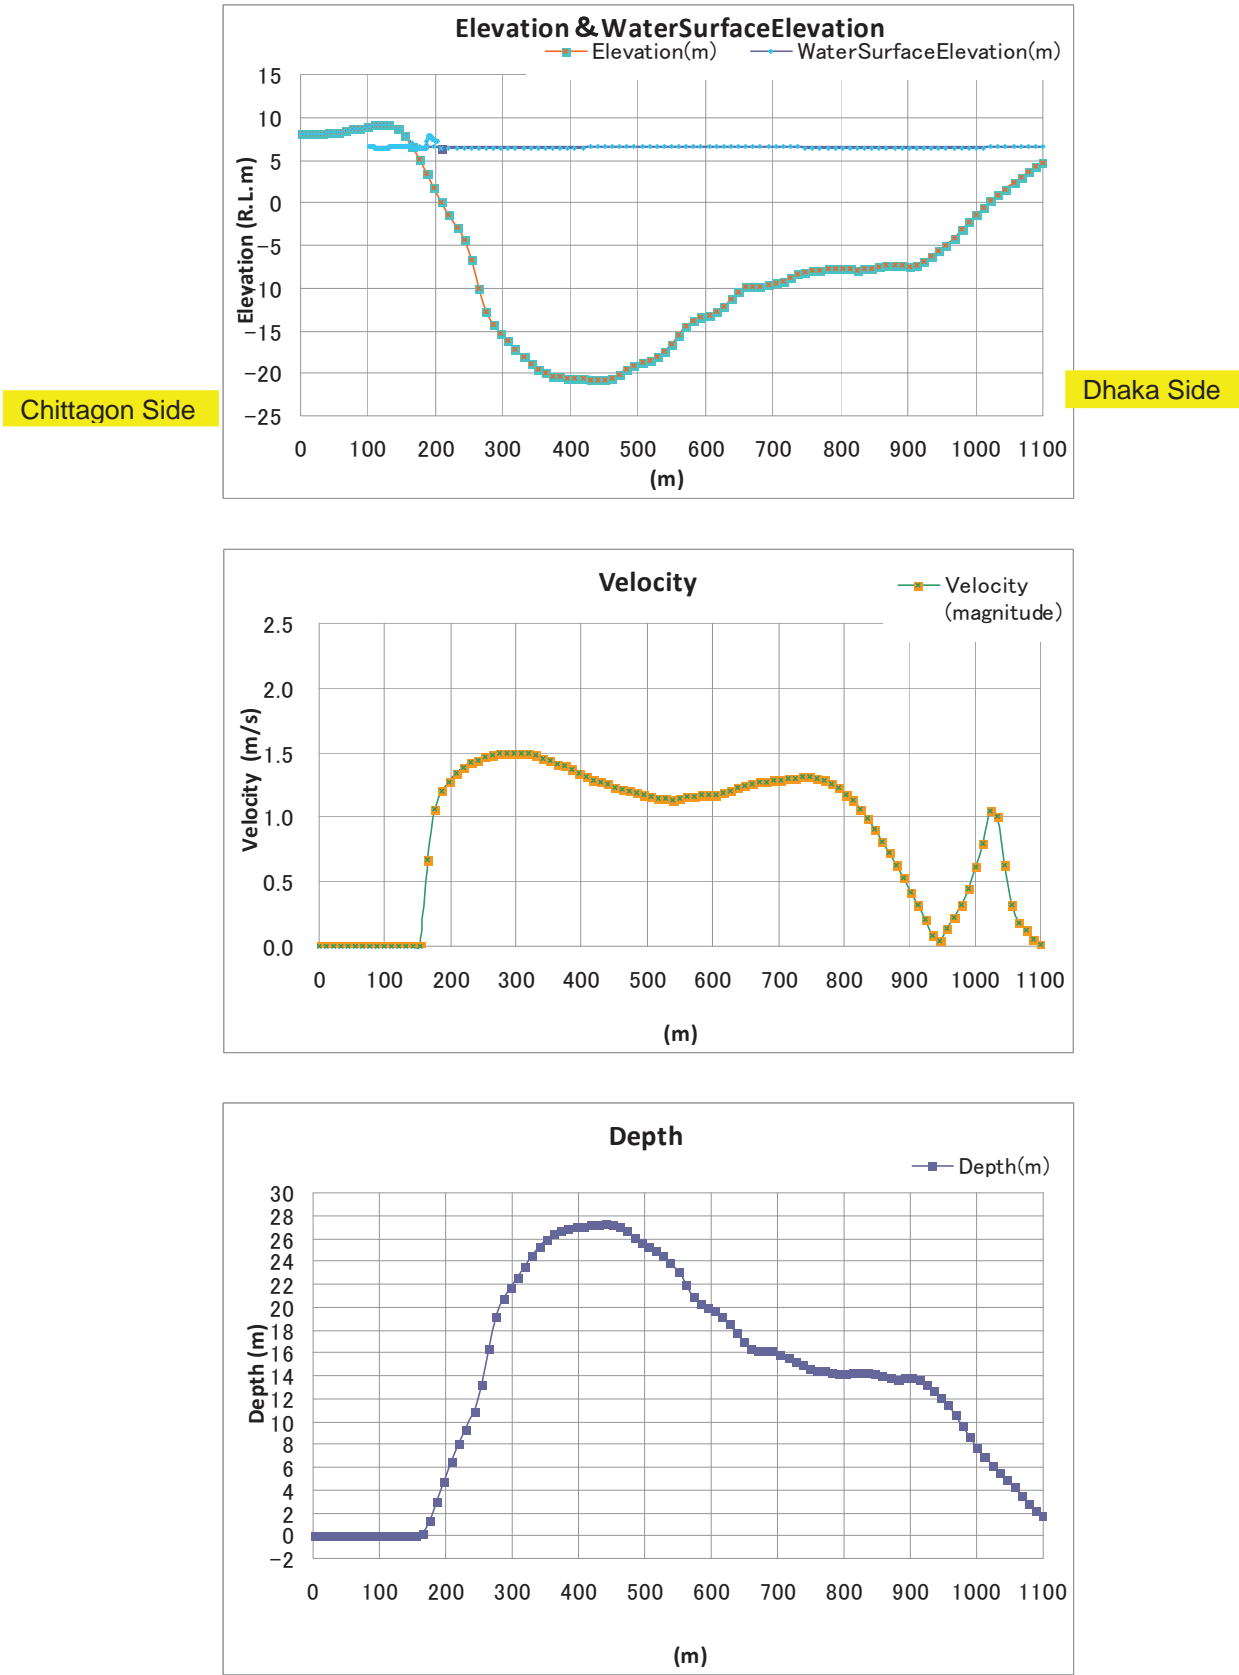 Elevation＆WaterSurfaceElevation
Elevation(m)
WaterSurfaceElevation(m)
15
10
5
0
−5
−10
−15
−20
−25
Elevation (R.L.m)
0 100 200 300 400 500 600 700 800 900 1000 1100
(m)
Chittagon Side
Dhaka Side
Velocity
Velocity
(magnitude)
2.5
2.0
1.5
1.0
0.5
0.0
Velocity (m/s)
0 100 200 300 400 500 600 700 800 900 1000 1100
(m)
Depth
Depth(m)
30
28
26
24
22
20
18
16
14
12
10
8
6
4
2
0
−2
Depth (m)
0 100 200 300 400 500 600 700 800 900 1000 1100
(m)